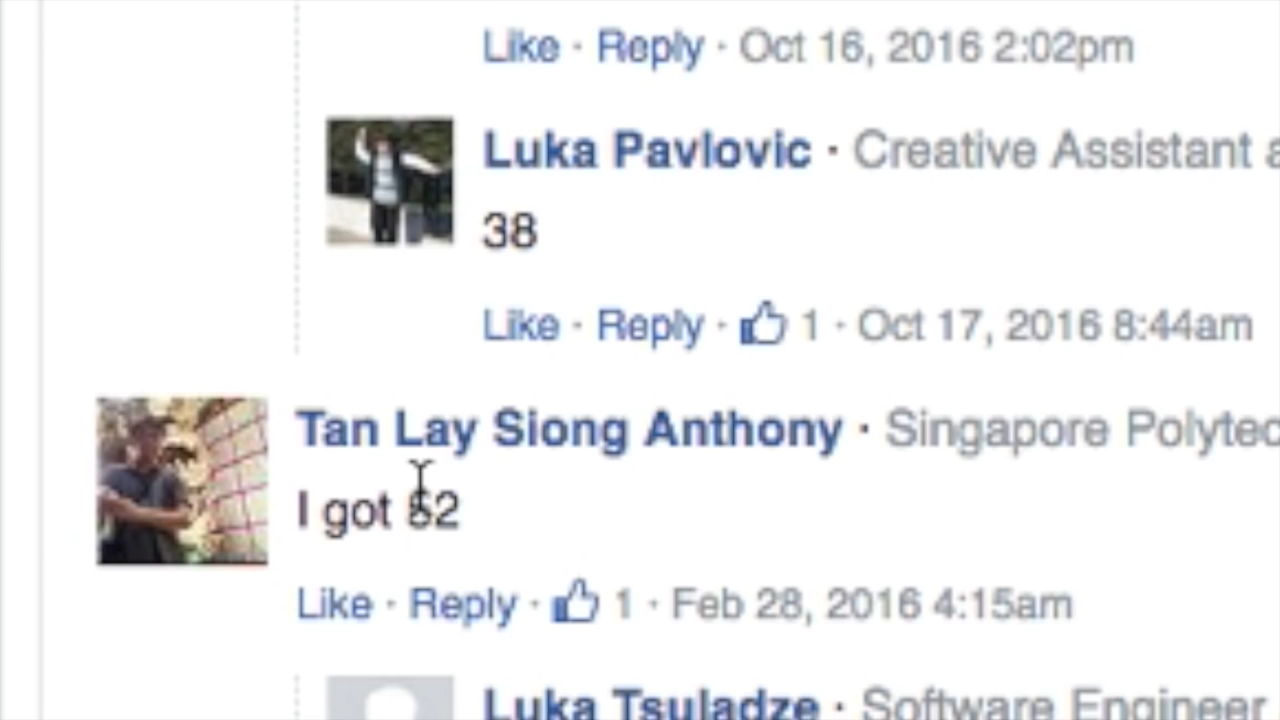 Like · Reply · Oct 16, 2016 2:02pm
Luka Pavlovic · Creative Assistant a
38
Like · Reply · 1 · Oct 17, 2016 8:44am
Tan Lay Siong Anthony · Singapore Polytec
I got 52
Like · Reply · 1 · Feb 28, 2016 4:15am
Luka Tsuladze · Software Engineer